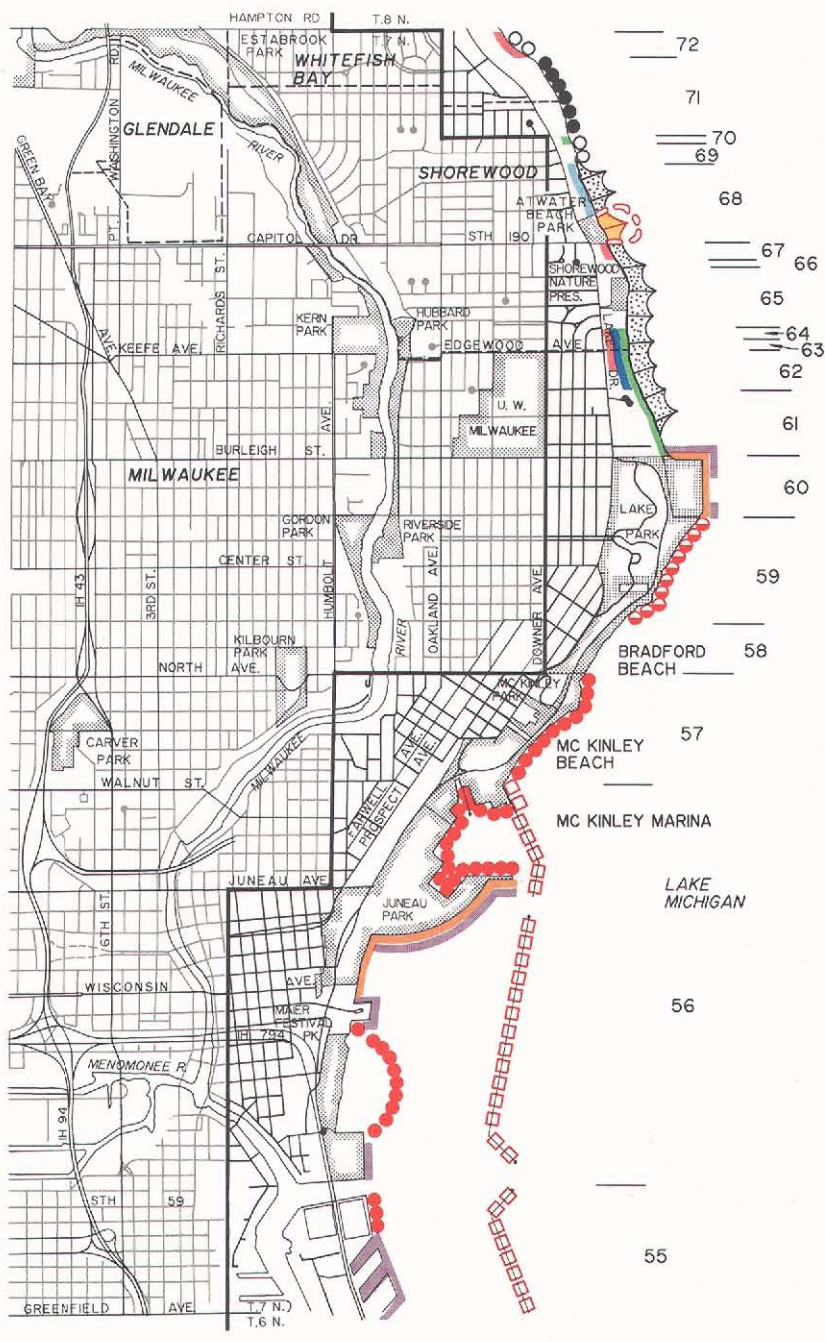 HAMPTON RD.
T. 8 N.
T. 7 N.
ESTABROOK
PARK
WHITEFISH
BAY
WASHINGTON RD.
PT.
MILWAUKEE
RIVER
GLENDALE
GREEN BAY
AVE.
SHOREWOOD
ATWATER
BEACH
PARK
CAPITOL DR.
STH 190
RICHARDS ST.
SHOREWOOD
NATURE
PRES.
KERN
PARK
HUBBARD
PARK
KEEFE AVE.
EDGEWOOD AVE.
LAKE DR.
U. W.
MILWAUKEE
BURLEIGH ST.
AVE.
HUMBOLT
MILWAUKEE
LAKE
PARK
GORDON
PARK
RIVERSIDE
PARK
CENTER ST.
IH 43
3RD ST.
OAKLAND AVE.
DOWNER AVE.
RIVER
KILBOURN
PARK
NORTH AVE.
BRADFORD
BEACH
MC KINLEY
PARK
CARVER
PARK
MILWAUKEE
WALNUT ST.
FARWELL AVE.
PROSPECT AVE.
MC KINLEY
BEACH
MC KINLEY MARINA
JUNEAU AVE.
JUNEAU
PARK
LAKE
MICHIGAN
6TH ST.
WISCONSIN AVE.
MAIER
FESTIVAL
PK.
IH 794
MENOMONEE R.
IH 94
STH 59
GREENFIELD AVE.
T. 7 N.
T. 6 N.
72
71
70
69
68
67
66
65
64
63
62
61
60
59
58
57
56
55